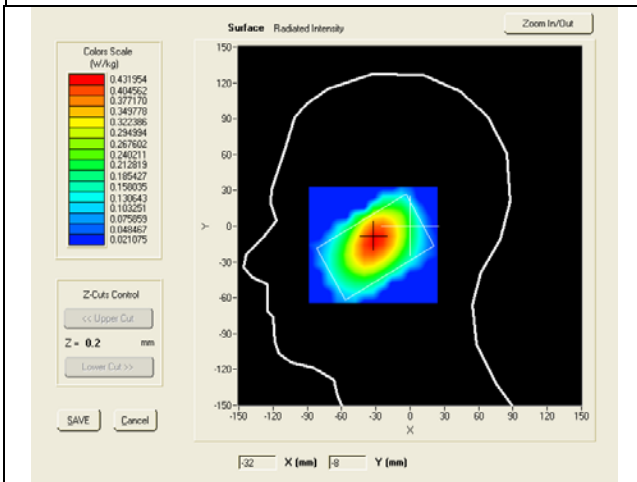 Surface Radiated Intensity
Zoom In/Out
Colors Scale
(W/kg)
0.431954
0.404562
0.377170
0.349778
0.322386
0.294994
0.267602
0.240211
0.212819
0.185427
0.158035
0.130643
0.103251
0.075859
0.048467
0.021075
Z-Cuts Control
<< Upper Cut
Z = 0.2 mm
Lower Cut >>
SAVE Cancel
150
120
90
60
30
0
-30
-60
-90
-120
-150
Y
-150 -120 -90 -60 -30 0 30 60 90 120 150
X
-32 X (mm) -8 Y (mm)